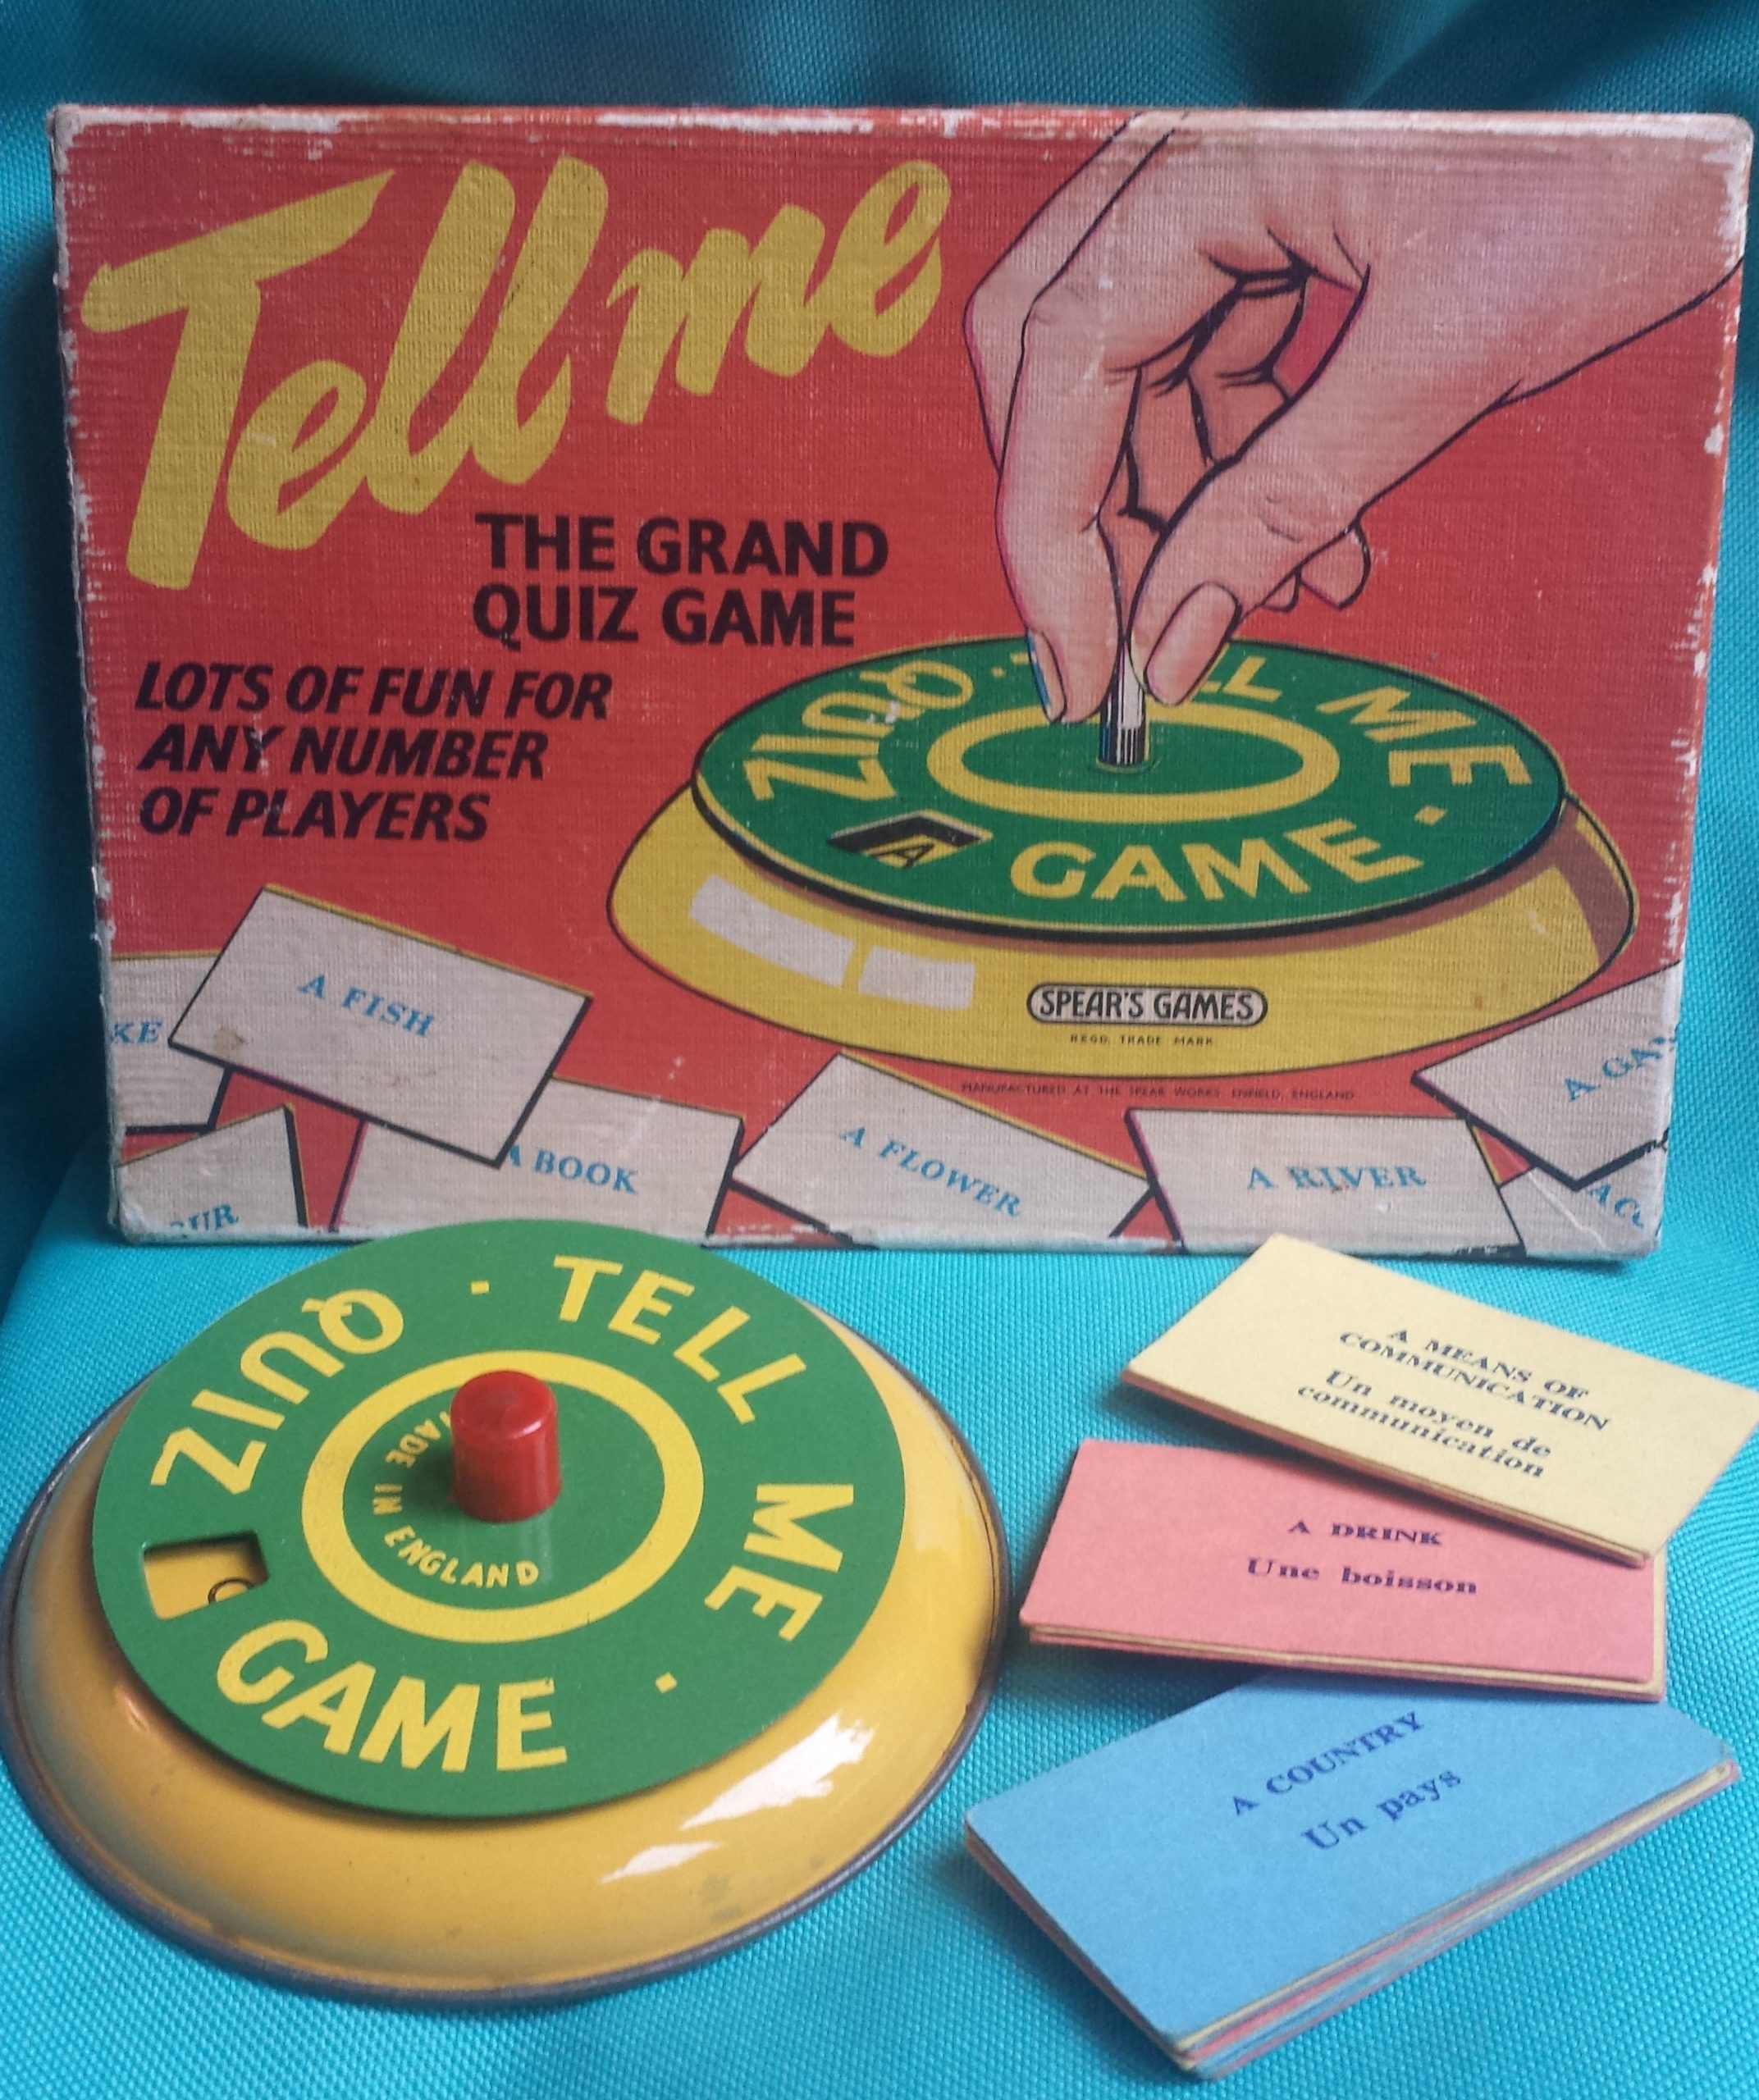 Tell me
THE GRAND
QUIZ GAME
LOTS OF FUN FOR
ANY NUMBER
OF PLAYERS
QUIZ · TELL ME · GAME
A
SPEAR'S GAMES
REGD. TRADE MARK
MANUFACTURED AT THE SPEAR WORKS ENFIELD, ENGLAND
A FISH
A BOOK
A FLOWER
A RIVER
QUIZ · TELL ME · GAME
MADE IN ENGLAND
A MEANS OF
COMMUNICATION
Un moyen de
communication
A DRINK
Une boisson
A COUNTRY
Un pays